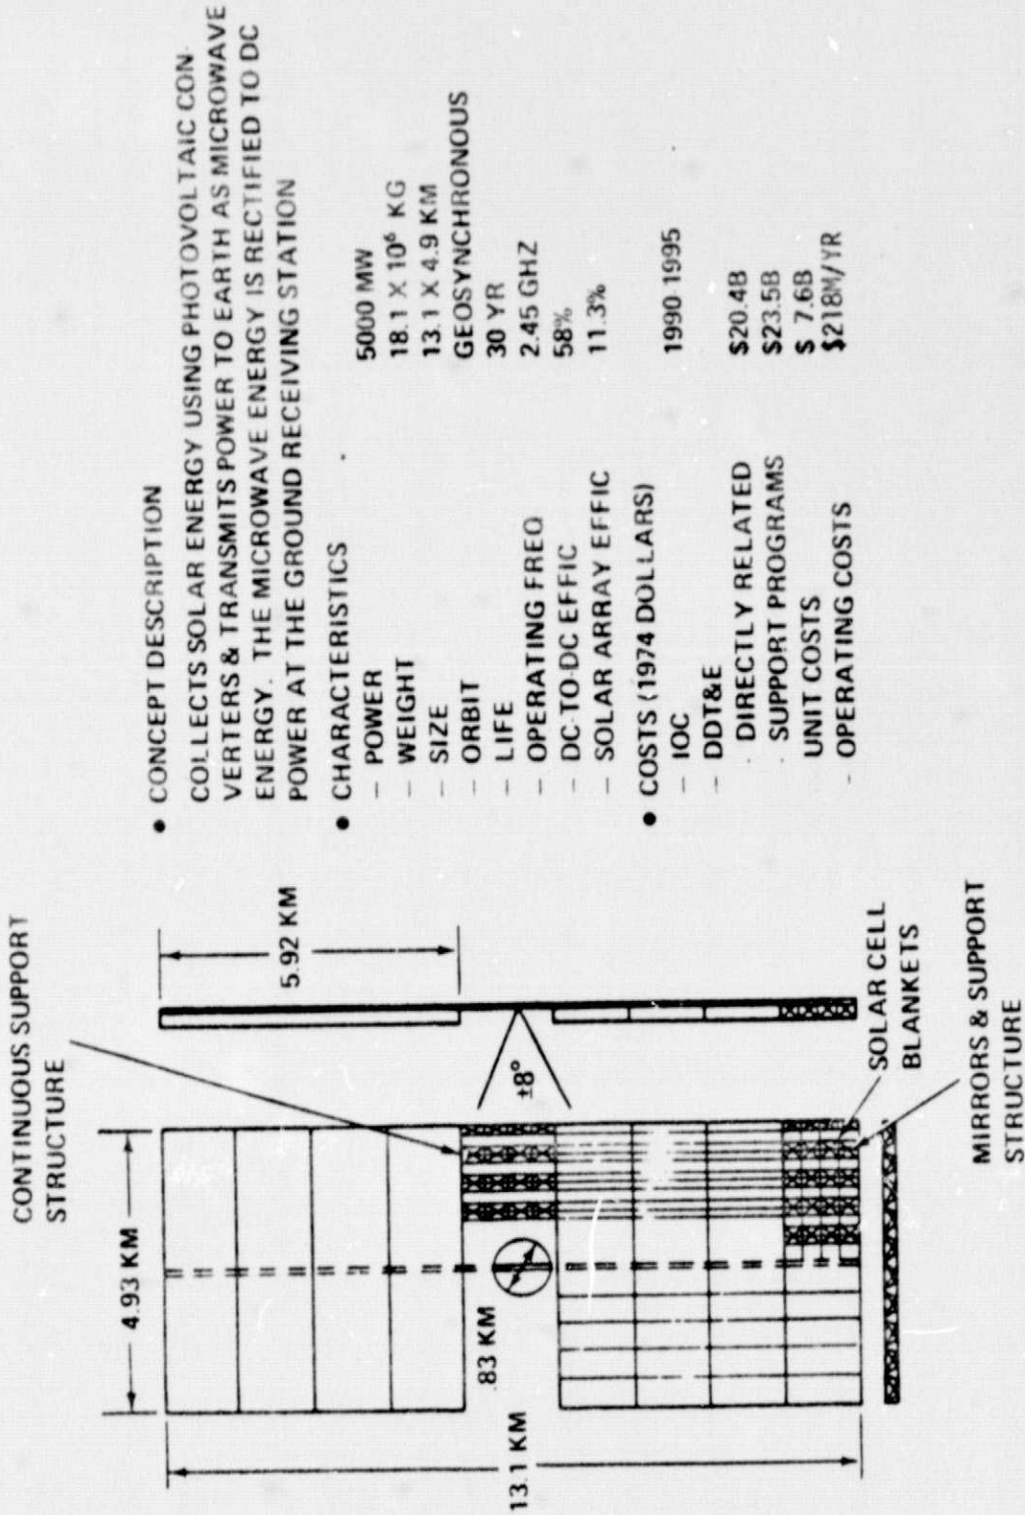 CONTINUOUS SUPPORT
STRUCTURE
4.93 KM
5.92 KM
±8°
.83 KM
13.1 KM
SOLAR CELL
BLANKETS
MIRRORS & SUPPORT
STRUCTURE
• CONCEPT DESCRIPTION
COLLECTS SOLAR ENERGY USING PHOTOVOLTAIC CON-
VERTERS & TRANSMITS POWER TO EARTH AS MICROWAVE
ENERGY. THE MICROWAVE ENERGY IS RECTIFIED TO DC
POWER AT THE GROUND RECEIVING STATION
• CHARACTERISTICS
– POWER 5000 MW
– WEIGHT 18.1 X 10⁶ KG
– SIZE 13.1 X 4.9 KM
– ORBIT GEOSYNCHRONOUS
– LIFE 30 YR
– OPERATING FREQ 2.45 GHZ
– DC-TO-DC EFFIC 58%
– SOLAR ARRAY EFFIC 11.3%
• COSTS (1974 DOLLARS)
– IOC 1990 1995
– DDT&E
. DIRECTLY RELATED $20.4B
. SUPPORT PROGRAMS $23.5B
UNIT COSTS $ 7.6B
– OPERATING COSTS $218M/YR